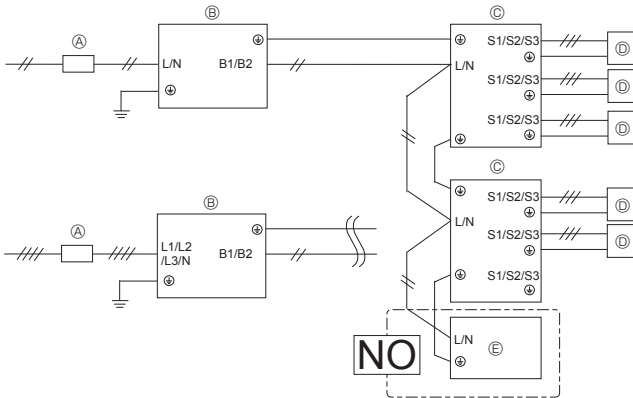 Ⓐ
Ⓑ
L/N
B1/B2
Ⓒ
L/N
S1/S2/S3
S1/S2/S3
S1/S2/S3
Ⓓ
Ⓓ
Ⓓ
Ⓐ
Ⓑ
L1/L2
/L3/N
B1/B2
Ⓒ
L/N
S1/S2/S3
S1/S2/S3
S1/S2/S3
Ⓓ
Ⓓ
NO
L/N
Ⓔ